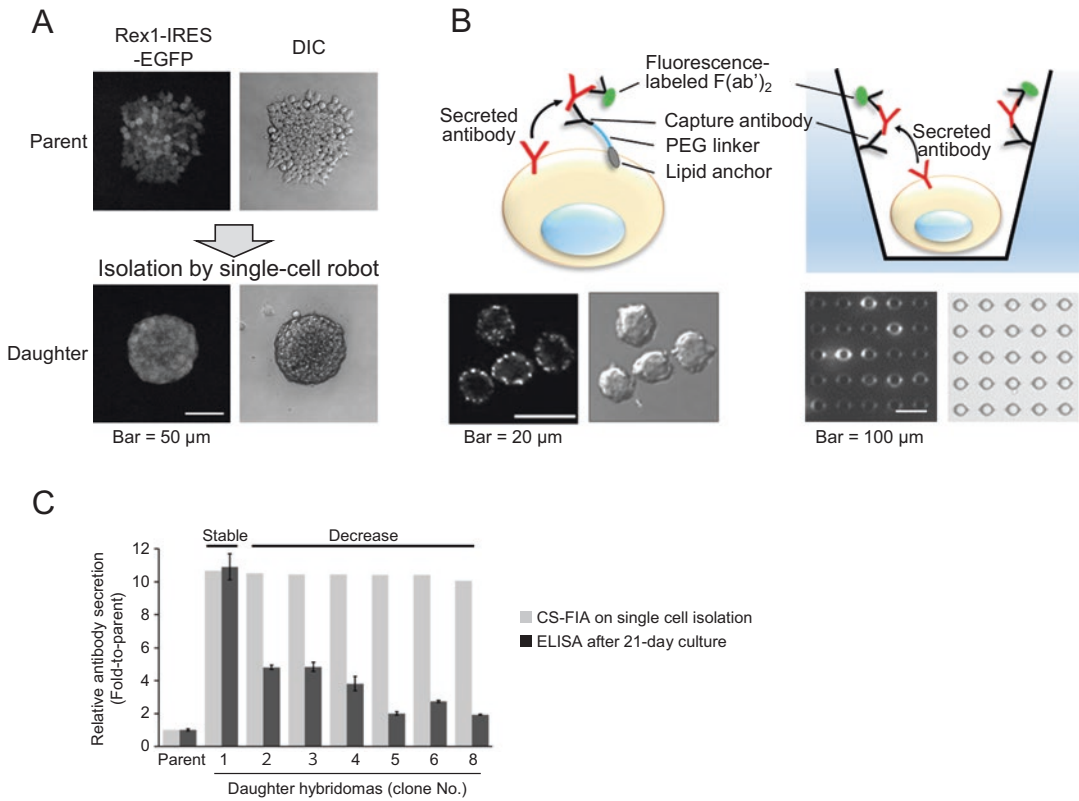 A
Rex1-IRES
-EGFP
DIC
Parent
Isolation by single-cell robot
Daughter
Bar = 50 μm
B
Fluorescence-
labeled F(ab')2
Secreted
antibody
Capture antibody
PEG linker
Lipid anchor
Secreted
antibody
Bar = 20 μm
Bar = 100 μm
C
Stable
Decrease
Relative antibody secretion
(Fold-to-parent)
12
10
8
6
4
2
0
Parent
1
2
3
4
5
6
8
Daughter hybridomas (clone No.)
CS-FIA on single cell isolation
ELISA after 21-day culture